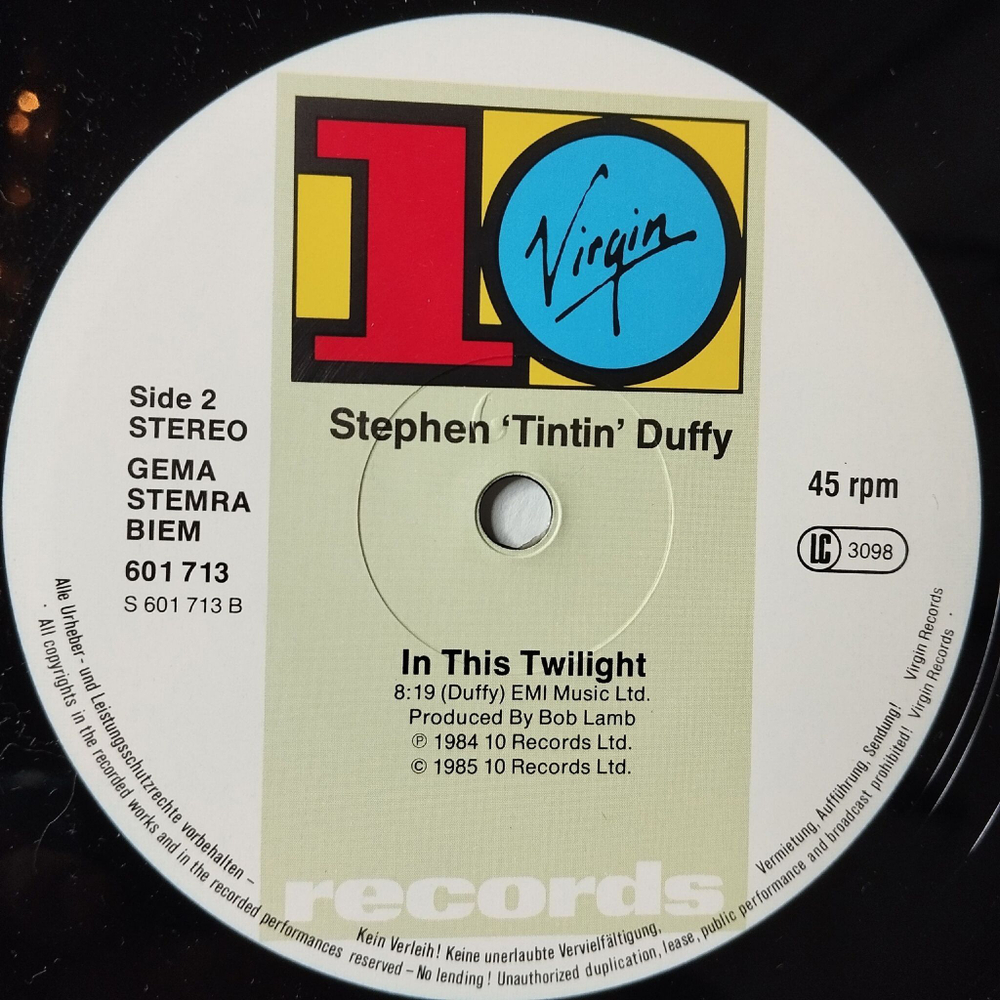 10
Virgin
Stephen ‘Tintin’ Duffy
Side 2
STEREO
GEMA
STEMRA
BIEM
601 713
S 601 713 B
45 rpm
LC 3098
In This Twilight
8:19 (Duffy) EMI Music Ltd.
Produced By Bob Lamb
℗ 1984 10 Records Ltd.
© 1985 10 Records Ltd.
records
Alle Urheber- und Leistungsschutzrechte vorbehalten – Kein Verleih! Keine unerlaubte Vervielfältigung, Vermietung, Aufführung, Sendung! Virgin Records
· All copyrights in the recorded works and in the recorded performances reserved – No lending! Unauthorized duplication, lease, public performance and broadcast prohibited! Virgin Records ·